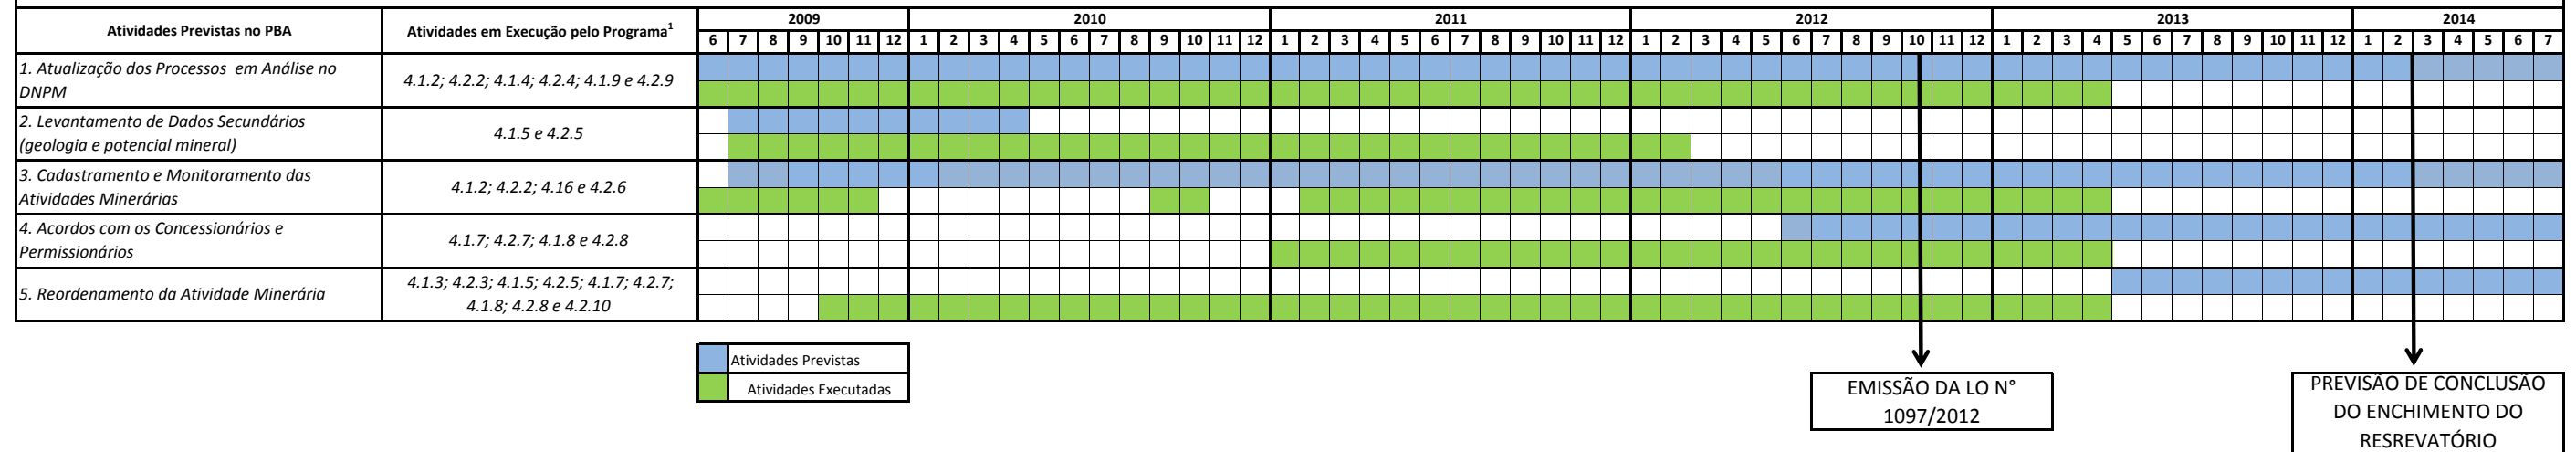 Atividades Previstas no PBA
Atividades em Execução pelo Programa¹
2009 2010 2011 2012 2013 2014
6 7 8 9 10 11 12 1 2 3 4 5 6 7 8 9 10 11 12 1 2 3 4 5 6 7 8 9 10 11 12 1 2 3 4 5 6 7 8 9 10 11 12 1 2 3 4 5 6 7 8 9 10 11 12 1 2 3 4 5 6 7
1. Atualização dos Processos em Análise no
DNPM
4.1.2; 4.2.2; 4.1.4; 4.2.4; 4.1.9 e 4.2.9
2. Levantamento de Dados Secundários
(geologia e potencial mineral)
4.1.5 e 4.2.5
3. Cadastramento e Monitoramento das
Atividades Minerárias
4.1.2; 4.2.2; 4.16 e 4.2.6
4. Acordos com os Concessionários e
Permissionários
4.1.7; 4.2.7; 4.1.8 e 4.2.8
5. Reordenamento da Atividade Minerária
4.1.3; 4.2.3; 4.1.5; 4.2.5; 4.1.7; 4.2.7;
4.1.8; 4.2.8 e 4.2.10
Atividades Previstas
Atividades Executadas
EMISSÃO DA LO N°
1097/2012
PREVISÃO DE CONCLUSÃO
DO ENCHIMENTO DO
RESREVATÓRIO